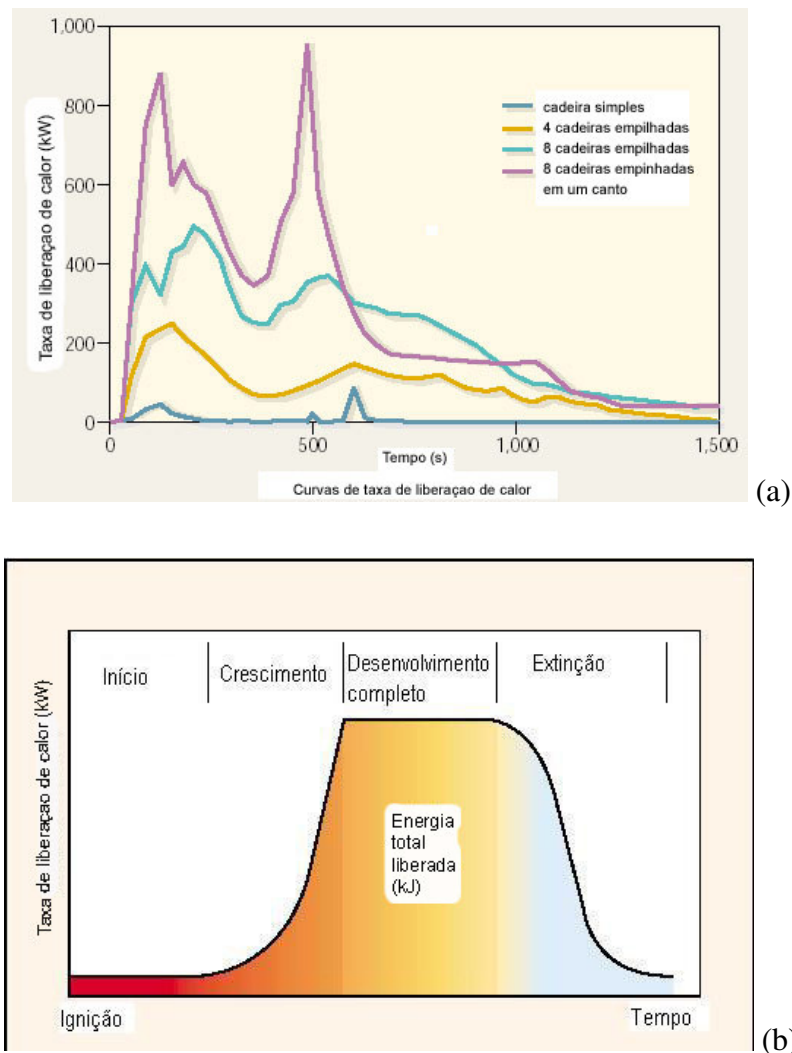 1,000
800
600
400
200
0
Taxa de liberaçao de calor (kW)
cadeira simples
4 cadeiras empilhadas
8 cadeiras empilhadas
8 cadeiras empinhadas
em um canto
0
500
1,000
1,500
Tempo (s)
Curvas de taxa de liberaçao de calor
(a)
Início
Crescimento
Desenvolvimento
completo
Extinção
Taxa de liberaçao de calor (kW)
Energia
total
liberada
(kJ)
Ignição
Tempo
(b)